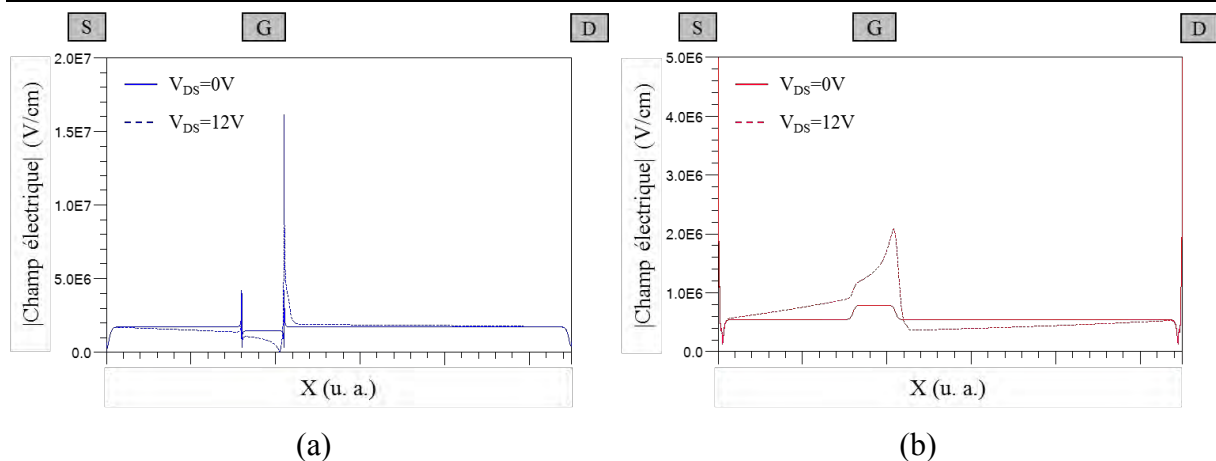 S G D
|Champ électrique| (V/cm)
2.0E7
1.5E7
1.0E7
5.0E6
0.0
V_DS=0V
V_DS=12V
X (u. a.)
(a)
S G D
|Champ électrique| (V/cm)
5.0E6
4.0E6
3.0E6
2.0E6
1.0E6
0.0
V_DS=0V
V_DS=12V
X (u. a.)
(b)